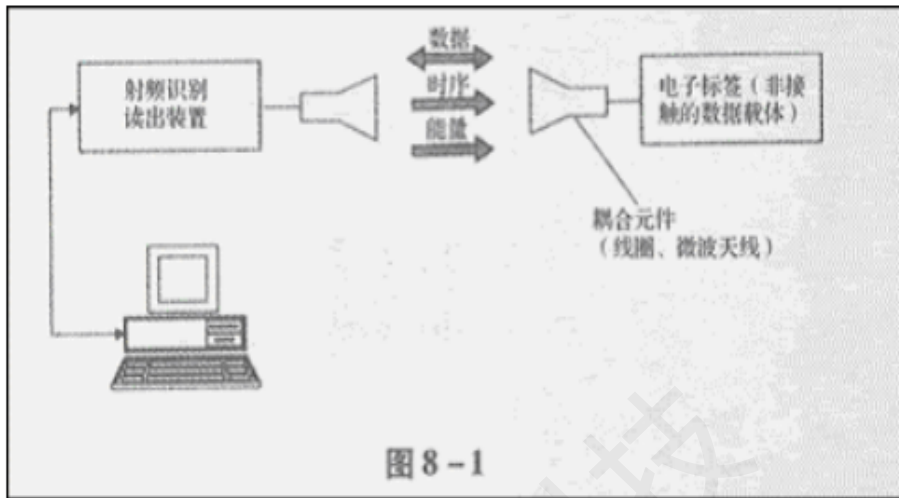 数据
射频识别
读出装置
时序
电子标签（非接
触的数据载体）
能量
耦合元件
（线圈、微波天线）
图8-1